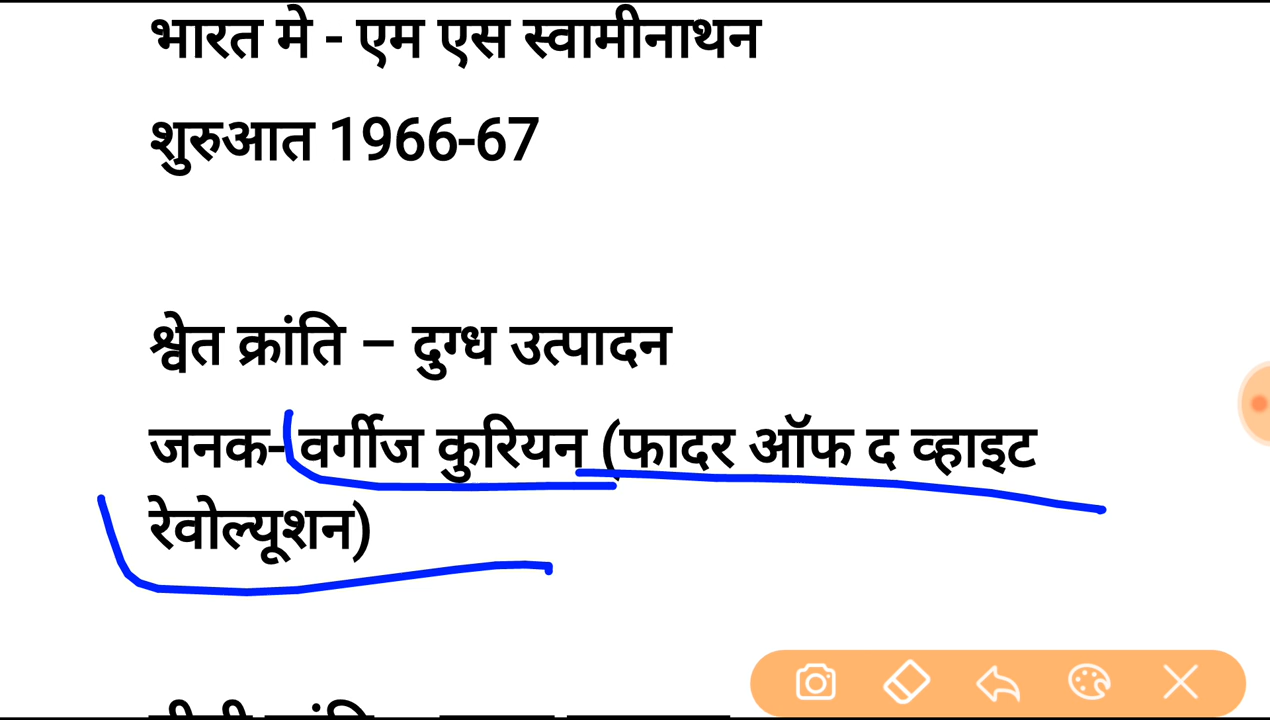 भारत मे - एम एस स्वामीनाथन
शुरुआत 1966-67
श्वेत क्रांति – दुग्ध उत्पादन
जनक- वर्गीज कुरियन (फादर ऑफ द व्हाइट
रेवोल्यूशन)